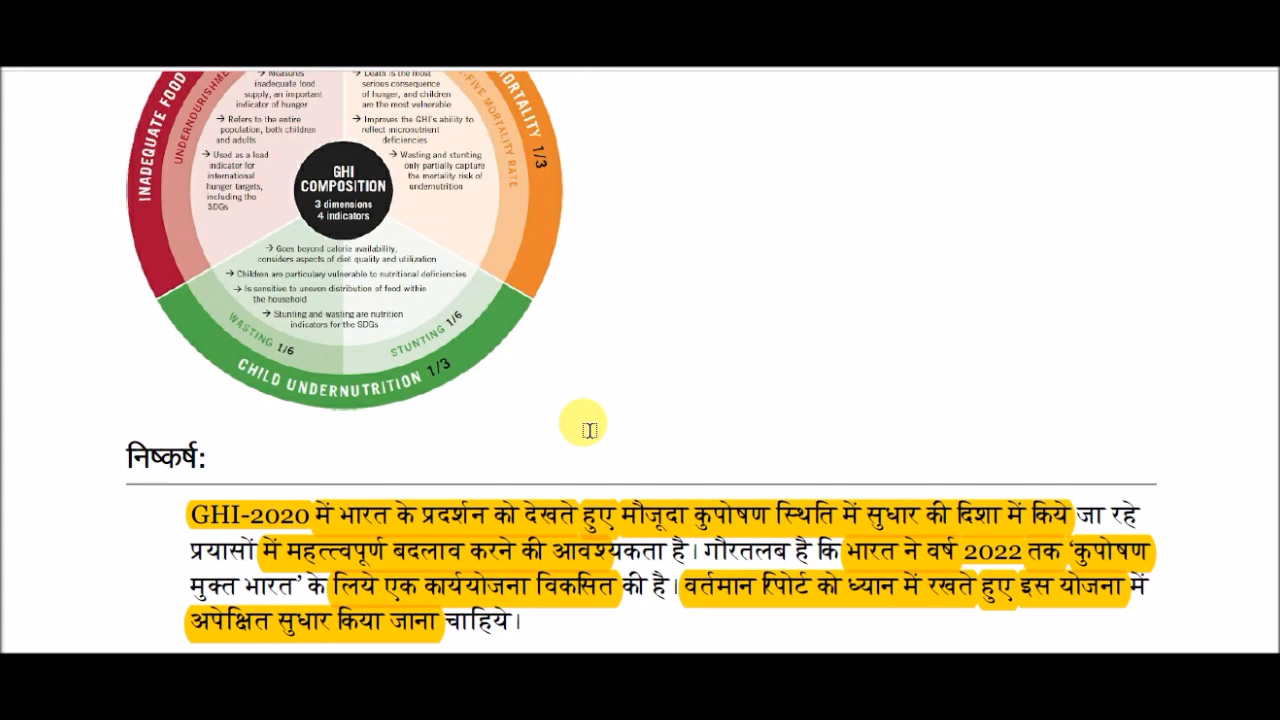 INADEQUATE FOOD
UNDERNOURISHME
→ Measures
inadequate food
supply, an important
indicator of hunger
→ Refers to the entire
population, both children
and adults
→ Used as a lead
indicator for
international
hunger targets,
including the
SDGs
→ Death is the most
serious consequence
of hunger, and children
are the most vulnerable
→ Improves the GHI's ability to
reflect micronutrient
deficiencies
→ Wasting and stunting
only partially capture
the mortality risk of
undernutrition
-FIVE MORTALITY RATE
MORTALITY 1/3
GHI
COMPOSITION
3 dimensions
4 indicators
→ Goes beyond calorie availability,
considers aspects of diet quality and utilization
→ Children are particulary vulnerable to nutritional deficiencies
→ Is sensitive to uneven distribution of food within
the household
→ Stunting and wasting are nutrition
indicators for the SDGs
WASTING 1/6
STUNTING 1/6
CHILD UNDERNUTRITION 1/3
निष्कर्ष:
GHI-2020 में भारत के प्रदर्शन को देखते हुए मौजूदा कुपोषण स्थिति में सुधार की दिशा में किये जा रहे
प्रयासों में महत्त्वपूर्ण बदलाव करने की आवश्यकता है। गौरतलब है कि भारत ने वर्ष 2022 तक ‘कुपोषण
मुक्त भारत’ के लिये एक कार्ययोजना विकसित की है। वर्तमान रिपोर्ट को ध्यान में रखते हुए इस योजना में
अपेक्षित सुधार किया जाना चाहिये।